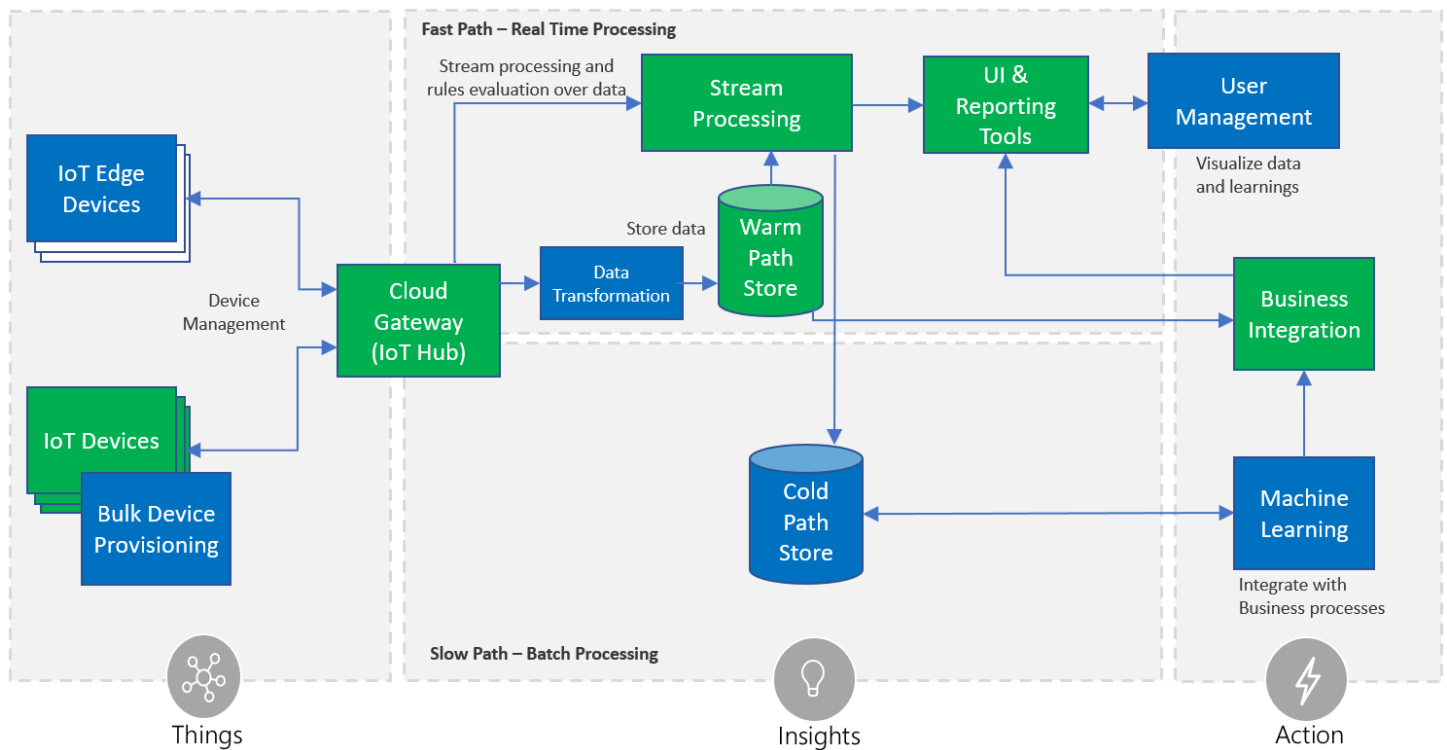 Fast Path – Real Time Processing
Stream processing and
rules evaluation over data
Stream
Processing
UI &
Reporting
Tools
User
Management
Visualize data
and learnings
IoT Edge
Devices
Store data
Warm
Path
Store
Data
Transformation
Device
Management
Cloud
Gateway
(IoT Hub)
Business
Integration
IoT Devices
Bulk Device
Provisioning
Cold
Path
Store
Machine
Learning
Integrate with
Business processes
Slow Path – Batch Processing
Things
Insights
Action